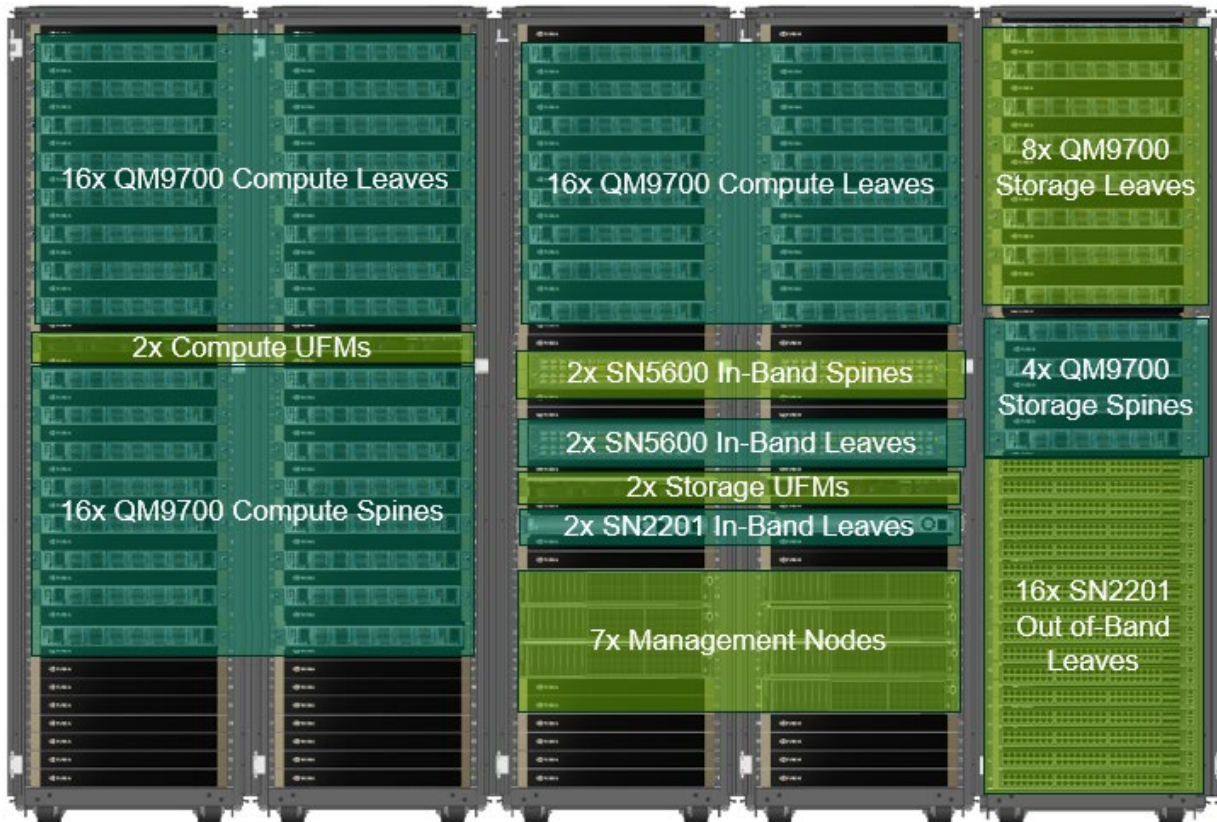 16x QM9700 Compute Leaves
2x Compute UFMs
16x QM9700 Compute Spines
16x QM9700 Compute Leaves
2x SN5600 In-Band Spines
2x SN5600 In-Band Leaves
2x Storage UFMs
2x SN2201 In-Band Leaves
7x Management Nodes
8x QM9700
Storage Leaves
4x QM9700
Storage Spines
16x SN2201
Out of-Band
Leaves